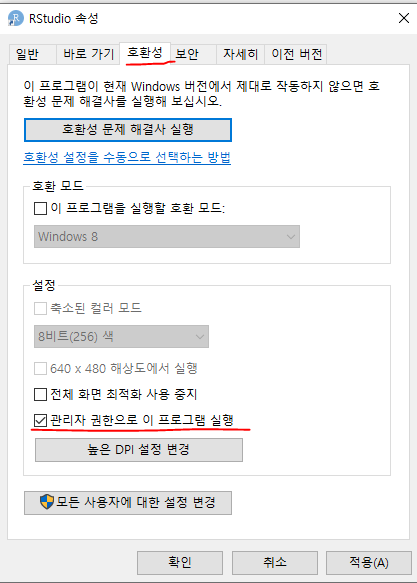 RStudio 속성
일반 바로 가기 호환성 보안 자세히 이전 버전
이 프로그램이 현재 Windows 버전에서 제대로 작동하지 않으면 호
환성 문제 해결사를 실행해 보십시오.
호환성 문제 해결사 실행
호환성 설정을 수동으로 선택하는 방법
호환 모드
이 프로그램을 실행할 호환 모드:
Windows 8
설정
축소된 컬러 모드
8비트(256) 색
640 x 480 해상도에서 실행
전체 화면 최적화 사용 중지
관리자 권한으로 이 프로그램 실행
높은 DPI 설정 변경
모든 사용자에 대한 설정 변경
확인 취소 적용(A)